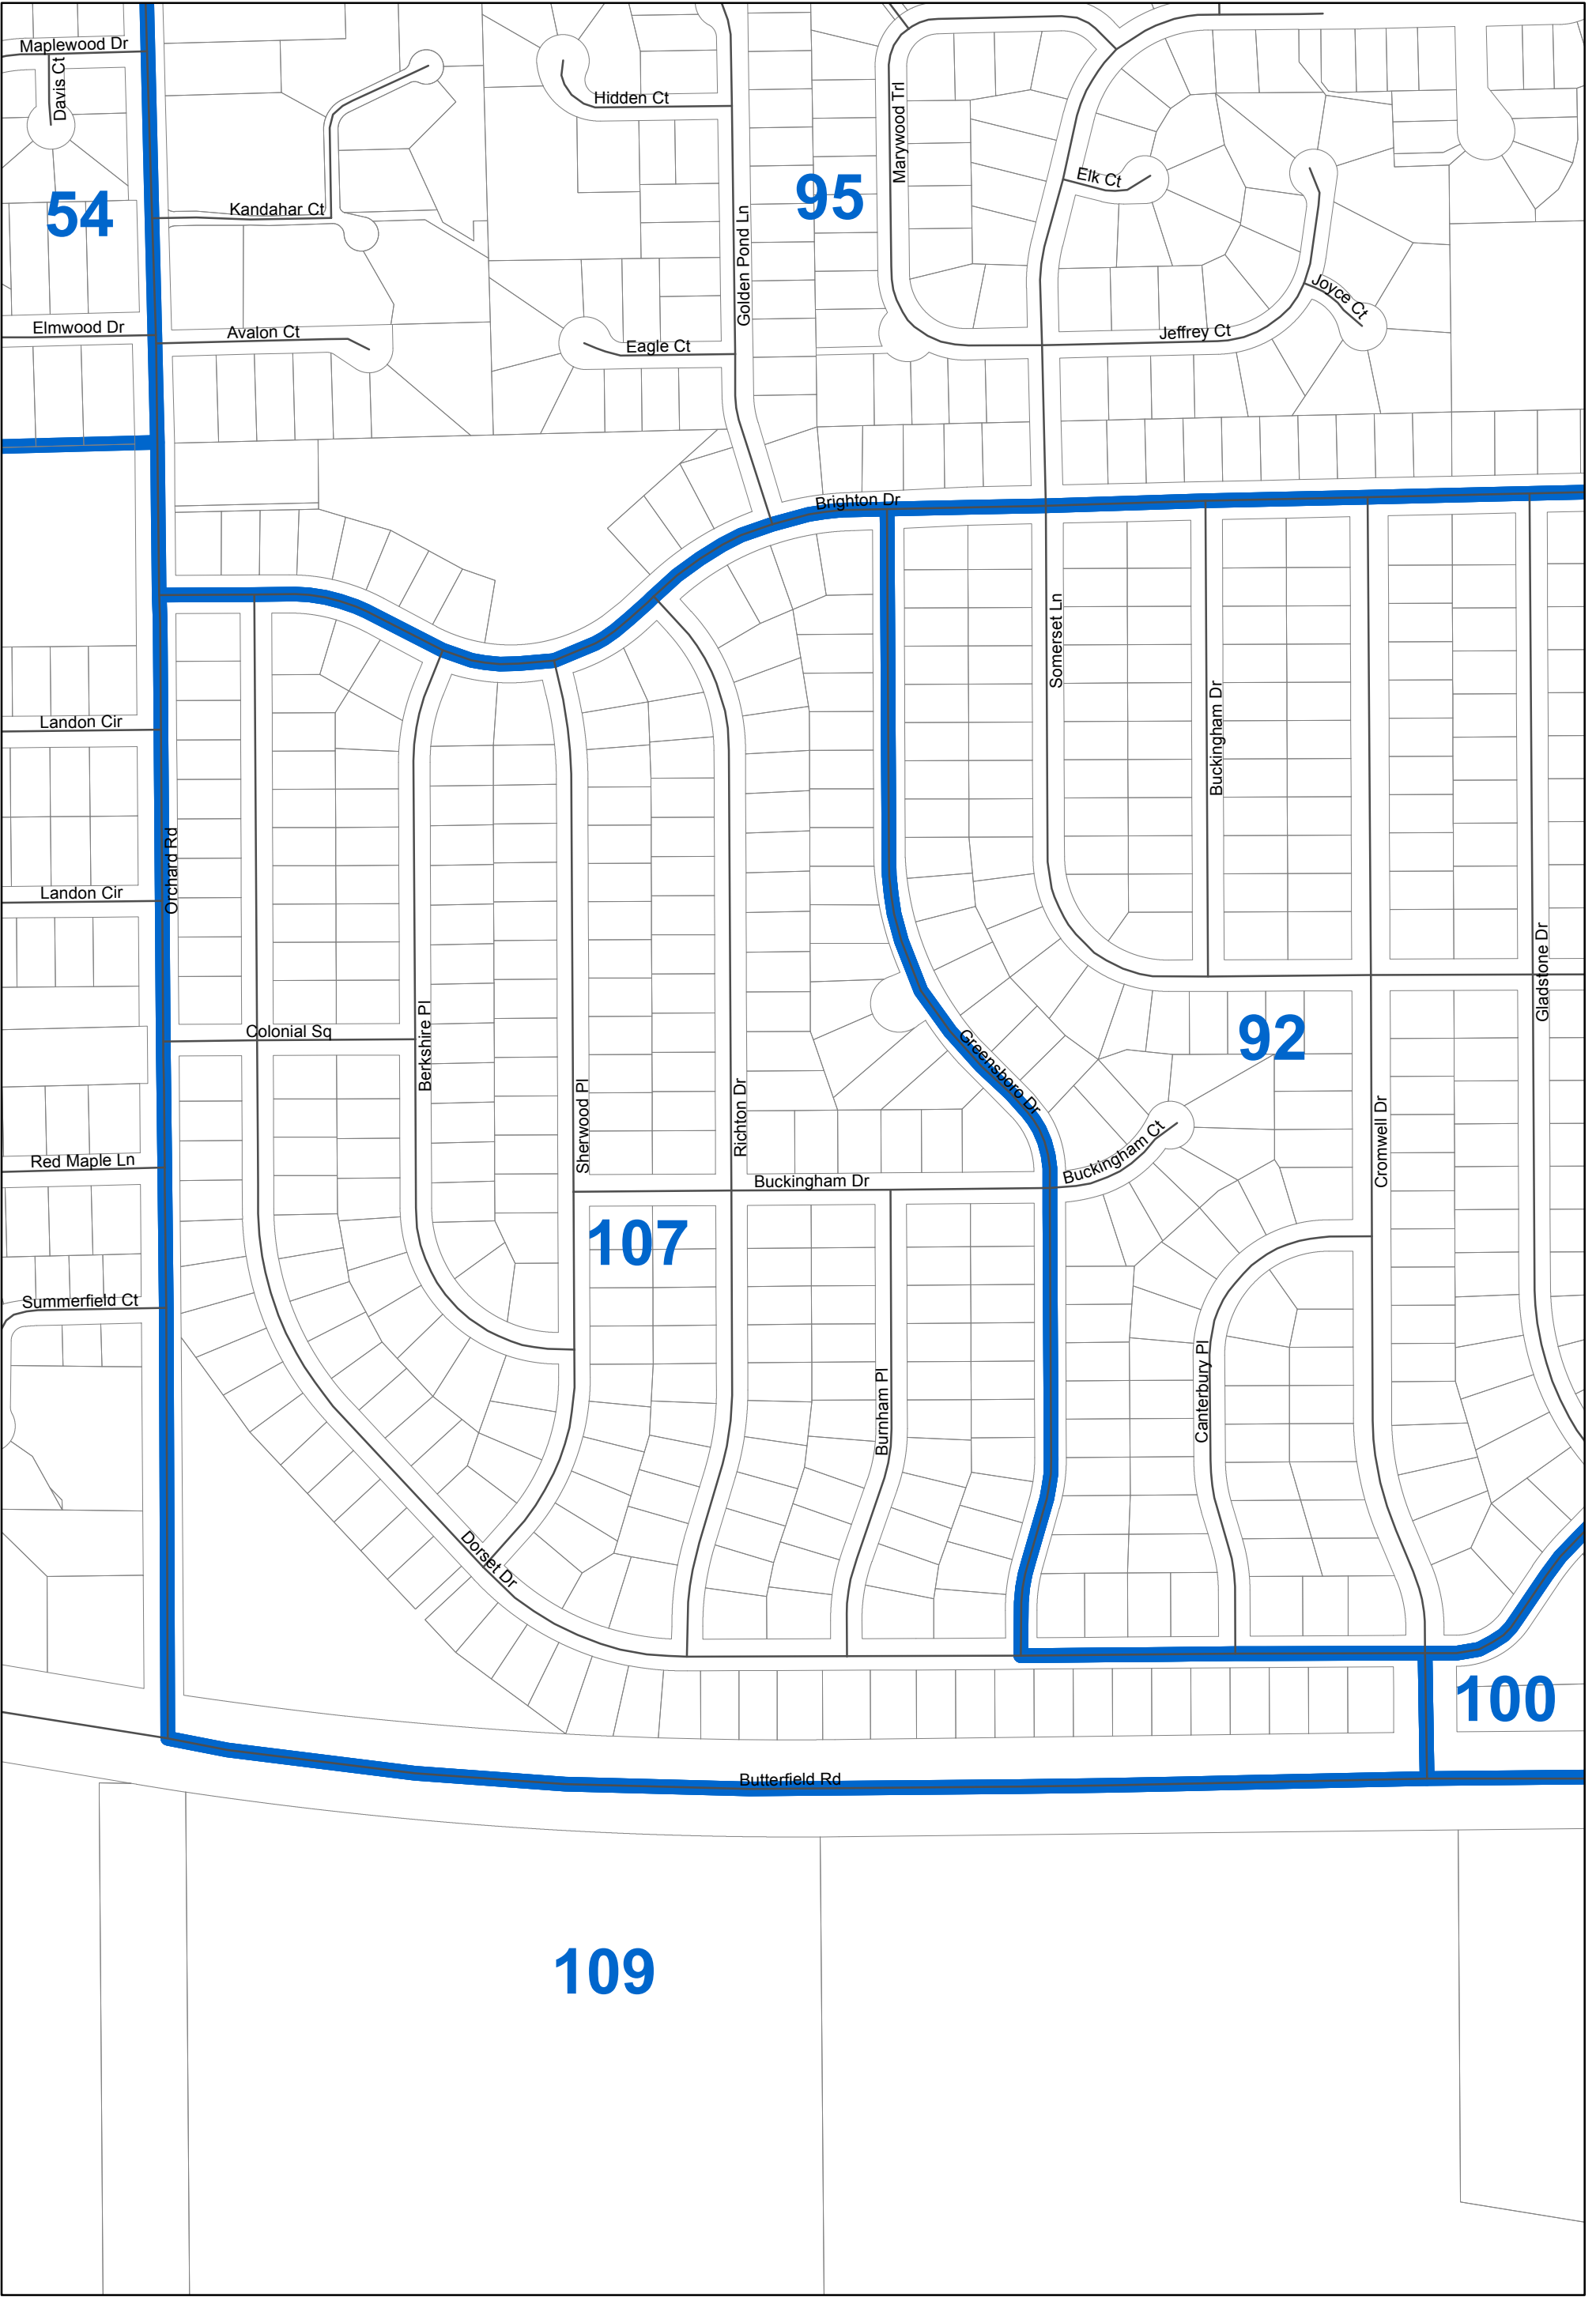 Maplewood Dr
Davis Ct
Hidden Ct
Marywood Trl
Elk Ct
54
95
Kandahar Ct
Golden Pond Ln
Joyce Ct
Elmwood Dr
Avalon Ct
Eagle Ct
Jeffrey Ct
Brighton Dr
Somerset Ln
Buckingham Dr
Landon Cir
Orchard Rd
Landon Cir
Gladstone Dr
Colonial Sq
Berkshire Pl
92
Greensboro Dr
Sherwood Pl
Richton Dr
Cromwell Dr
Buckingham Ct
Red Maple Ln
Buckingham Dr
107
Summerfield Ct
Canterbury Pl
Burnham Pl
Dorset Dr
100
Butterfield Rd
109